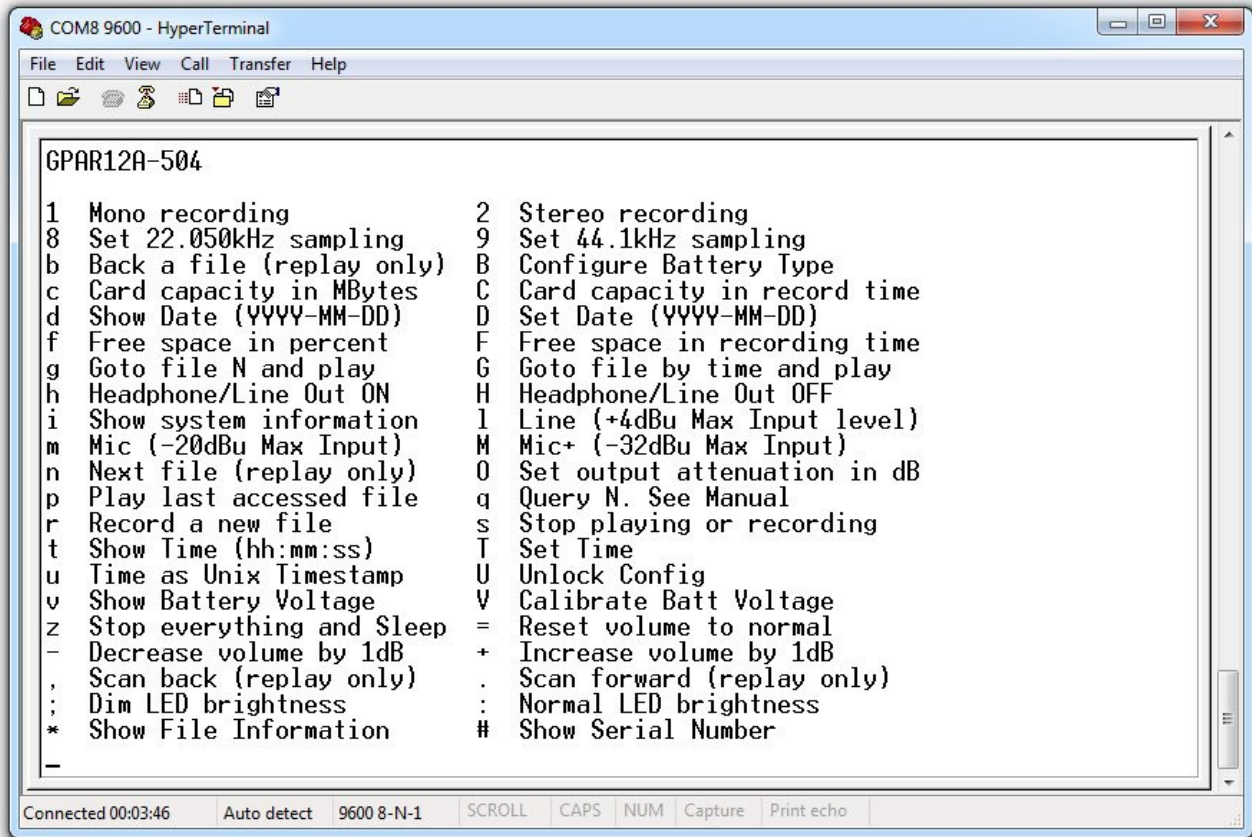 COM8 9600 - HyperTerminal
File Edit View Call Transfer Help
GPAR12A-504
1 Mono recording 2 Stereo recording
8 Set 22.050kHz sampling 9 Set 44.1kHz sampling
b Back a file (replay only) B Configure Battery Type
c Card capacity in MBytes C Card capacity in record time
d Show Date (YYYY-MM-DD) D Set Date (YYYY-MM-DD)
f Free space in percent F Free space in recording time
g Goto file N and play G Goto file by time and play
h Headphone/Line Out ON H Headphone/Line Out OFF
i Show system information l Line (+4dBu Max Input level)
m Mic (-20dBu Max Input) M Mic+ (-32dBu Max Input)
n Next file (replay only) O Set output attenuation in dB
p Play last accessed file q Query N. See Manual
r Record a new file s Stop playing or recording
t Show Time (hh:mm:ss) T Set Time
u Time as Unix Timestamp U Unlock Config
v Show Battery Voltage V Calibrate Batt Voltage
z Stop everything and Sleep = Reset volume to normal
- Decrease volume by 1dB + Increase volume by 1dB
, Scan back (replay only) . Scan forward (replay only)
; Dim LED brightness : Normal LED brightness
* Show File Information # Show Serial Number
_
Connected 00:03:46 Auto detect 9600 8-N-1 SCROLL CAPS NUM Capture Print echo